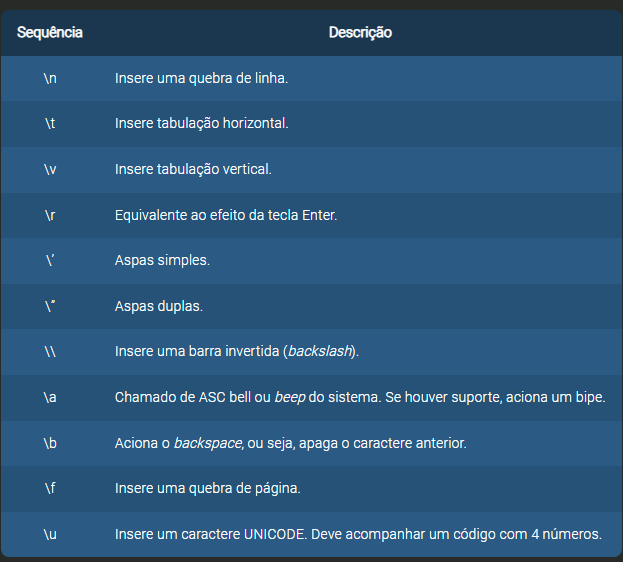 Sequência Descrição
\n Insere uma quebra de linha.
\t Insere tabulação horizontal.
\v Insere tabulação vertical.
\r Equivalente ao efeito da tecla Enter.
\’ Aspas simples.
\” Aspas duplas.
\\ Insere uma barra invertida (backslash).
\a Chamado de ASC bell ou beep do sistema. Se houver suporte, aciona um bipe.
\b Aciona o backspace, ou seja, apaga o caractere anterior.
\f Insere uma quebra de página.
\u Insere um caractere UNICODE. Deve acompanhar um código com 4 números.